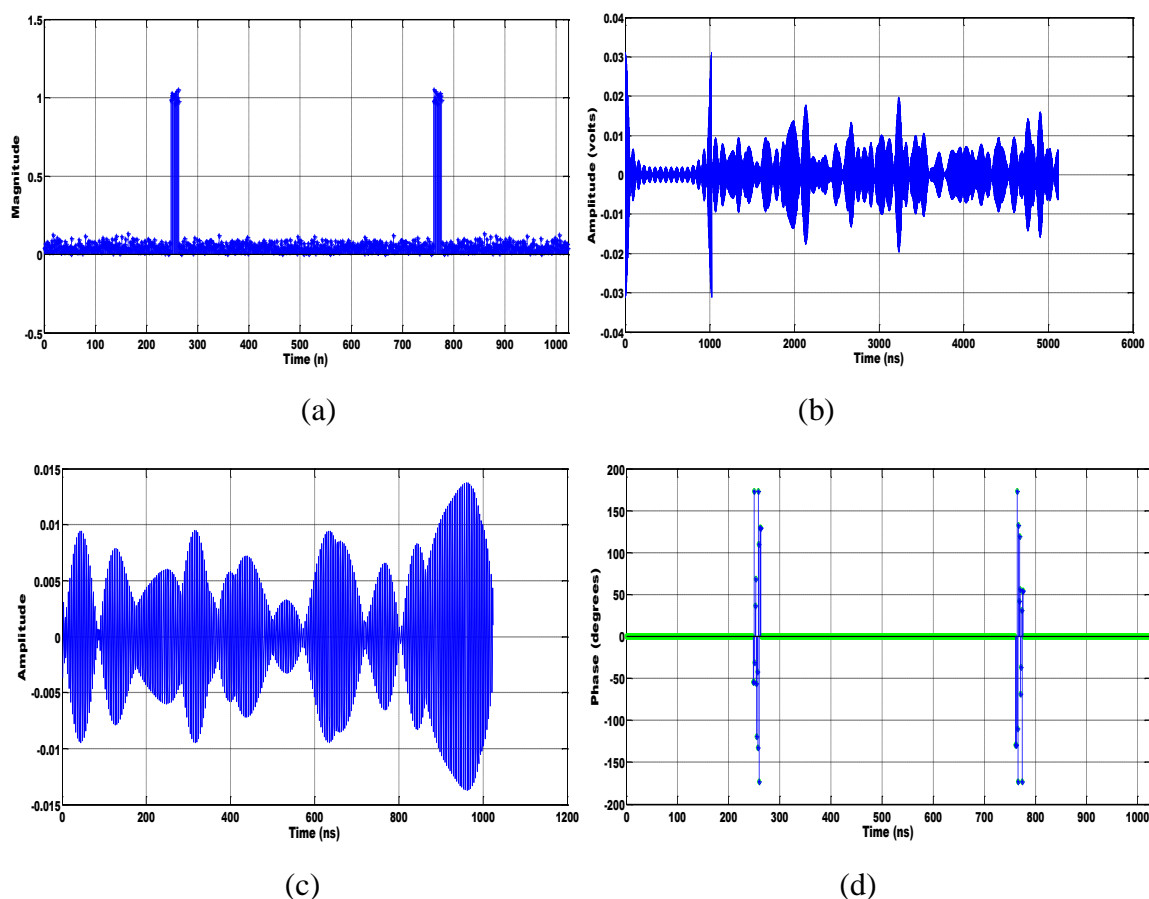 1.5
1
0.5
0
-0.5
Magnitude
0 100 200 300 400 500 600 700 800 900 1000
Time (n)
(a)
0.04
0.03
0.02
0.01
0
-0.01
-0.02
-0.03
-0.04
Amplitude (volts)
0 1000 2000 3000 4000 5000 6000
Time (ns)
(b)
0.015
0.01
0.005
0
-0.005
-0.01
-0.015
Amplitude
0 200 400 600 800 1000 1200
Time (ns)
(c)
200
150
100
50
0
-50
-100
-150
-200
Phase (degrees)
0 100 200 300 400 500 600 700 800 900 1000
Time (ns)
(d)